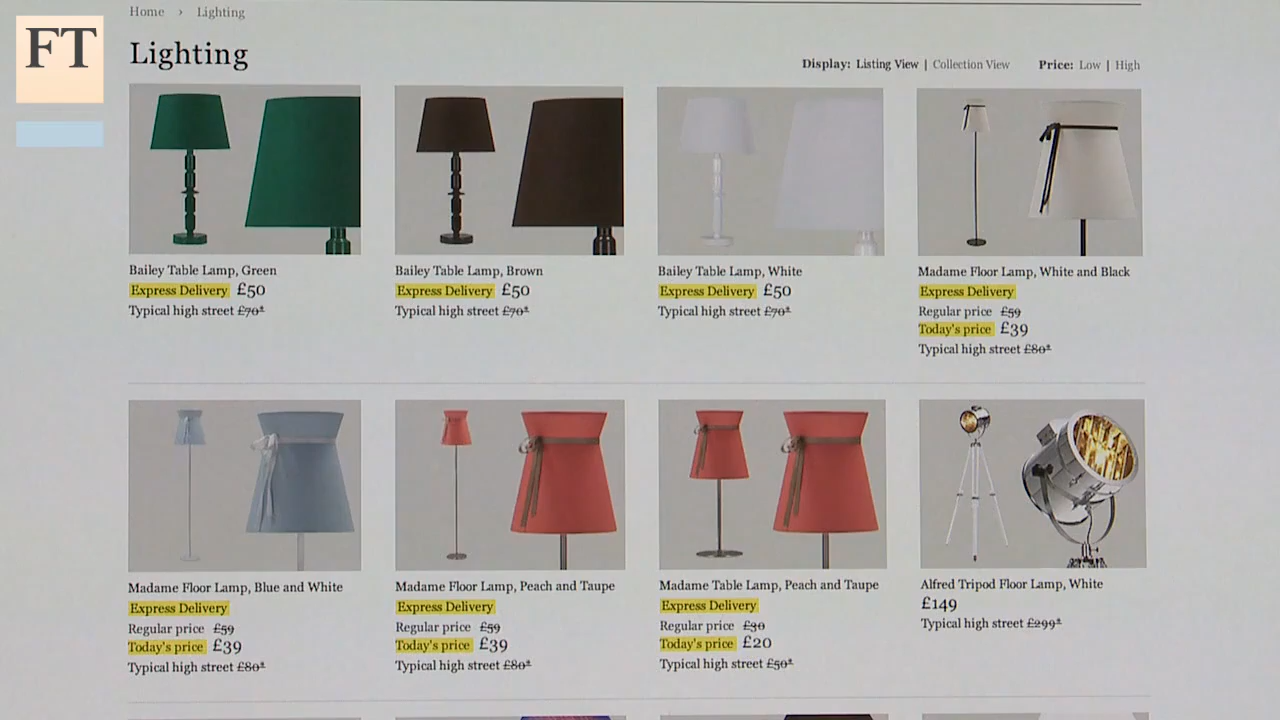 FT
Home › Lighting
Lighting
Display: Listing View | Collection View Price: Low | High
Bailey Table Lamp, Green
Express Delivery £50
Typical high street £70*
Bailey Table Lamp, Brown
Express Delivery £50
Typical high street £70*
Bailey Table Lamp, White
Express Delivery £50
Typical high street £70*
Madame Floor Lamp, White and Black
Express Delivery
Regular price £59
Today's price £39
Typical high street £80*
Madame Floor Lamp, Blue and White
Express Delivery
Regular price £59
Today's price £39
Typical high street £80*
Madame Floor Lamp, Peach and Taupe
Express Delivery
Regular price £59
Today's price £39
Typical high street £80*
Madame Table Lamp, Peach and Taupe
Express Delivery
Regular price £30
Today's price £20
Typical high street £50*
Alfred Tripod Floor Lamp, White
£149
Typical high street £299*